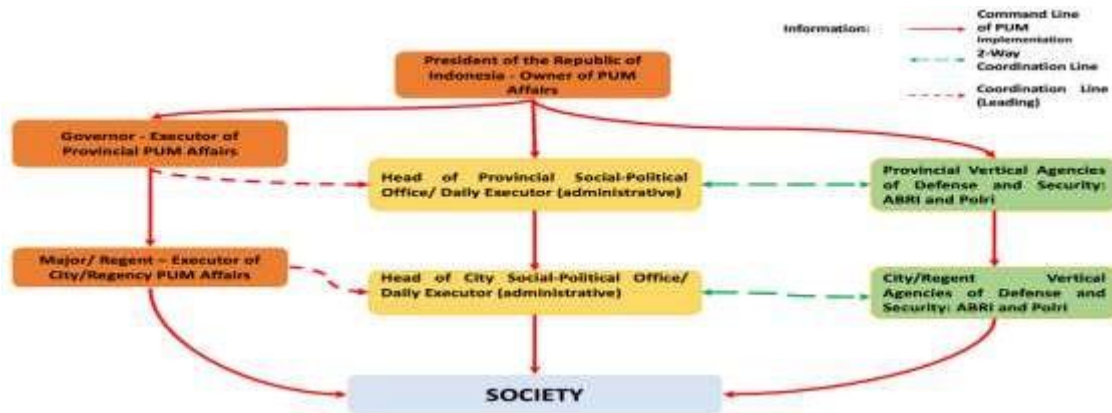 Information:
Command Line
of PUM
Implementation
2-Way
Coordination Line
Coordination Line
(Leading)
President of the Republic of
Indonesia - Owner of PUM
Affairs
Governor - Executor of
Provincial PUM Affairs
Head of Provincial Social-Political
Office/ Daily Executor (administrative)
Provincial Vertical Agencies
of Defense and Security:
ABRI and Polri
Major/ Regent – Executor of
City/Regency PUM Affairs
Head of City Social-Political Office/
Daily Executor (administrative)
City/Regent Vertical
Agencies of Defense and
Security: ABRI and Polri
SOCIETY